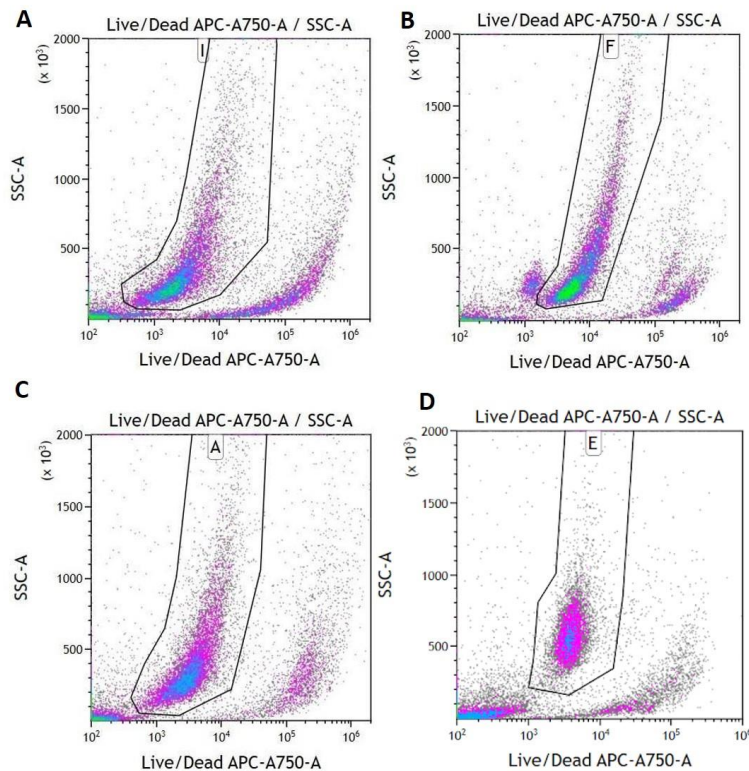 A
Live/Dead APC-A750-A / SSC-A
(x 10³)
2000
1500
1000
500
SSC-A
I
10² 10³ 10⁴ 10⁵ 10⁶
Live/Dead APC-A750-A
B
Live/Dead APC-A750-A / SSC-A
(x 10³)
2000
1500
1000
500
SSC-A
F
10² 10³ 10⁴ 10⁵ 10⁶
Live/Dead APC-A750-A
C
Live/Dead APC-A750-A / SSC-A
(x 10³)
2000
1500
1000
500
SSC-A
A
10² 10³ 10⁴ 10⁵ 10⁶
Live/Dead APC-A750-A
D
Live/Dead APC-A750-A / SSC-A
(x 10³)
2000
1500
1000
500
SSC-A
E
10² 10³ 10⁴ 10⁵ 10⁶
Live/Dead APC-A750-A